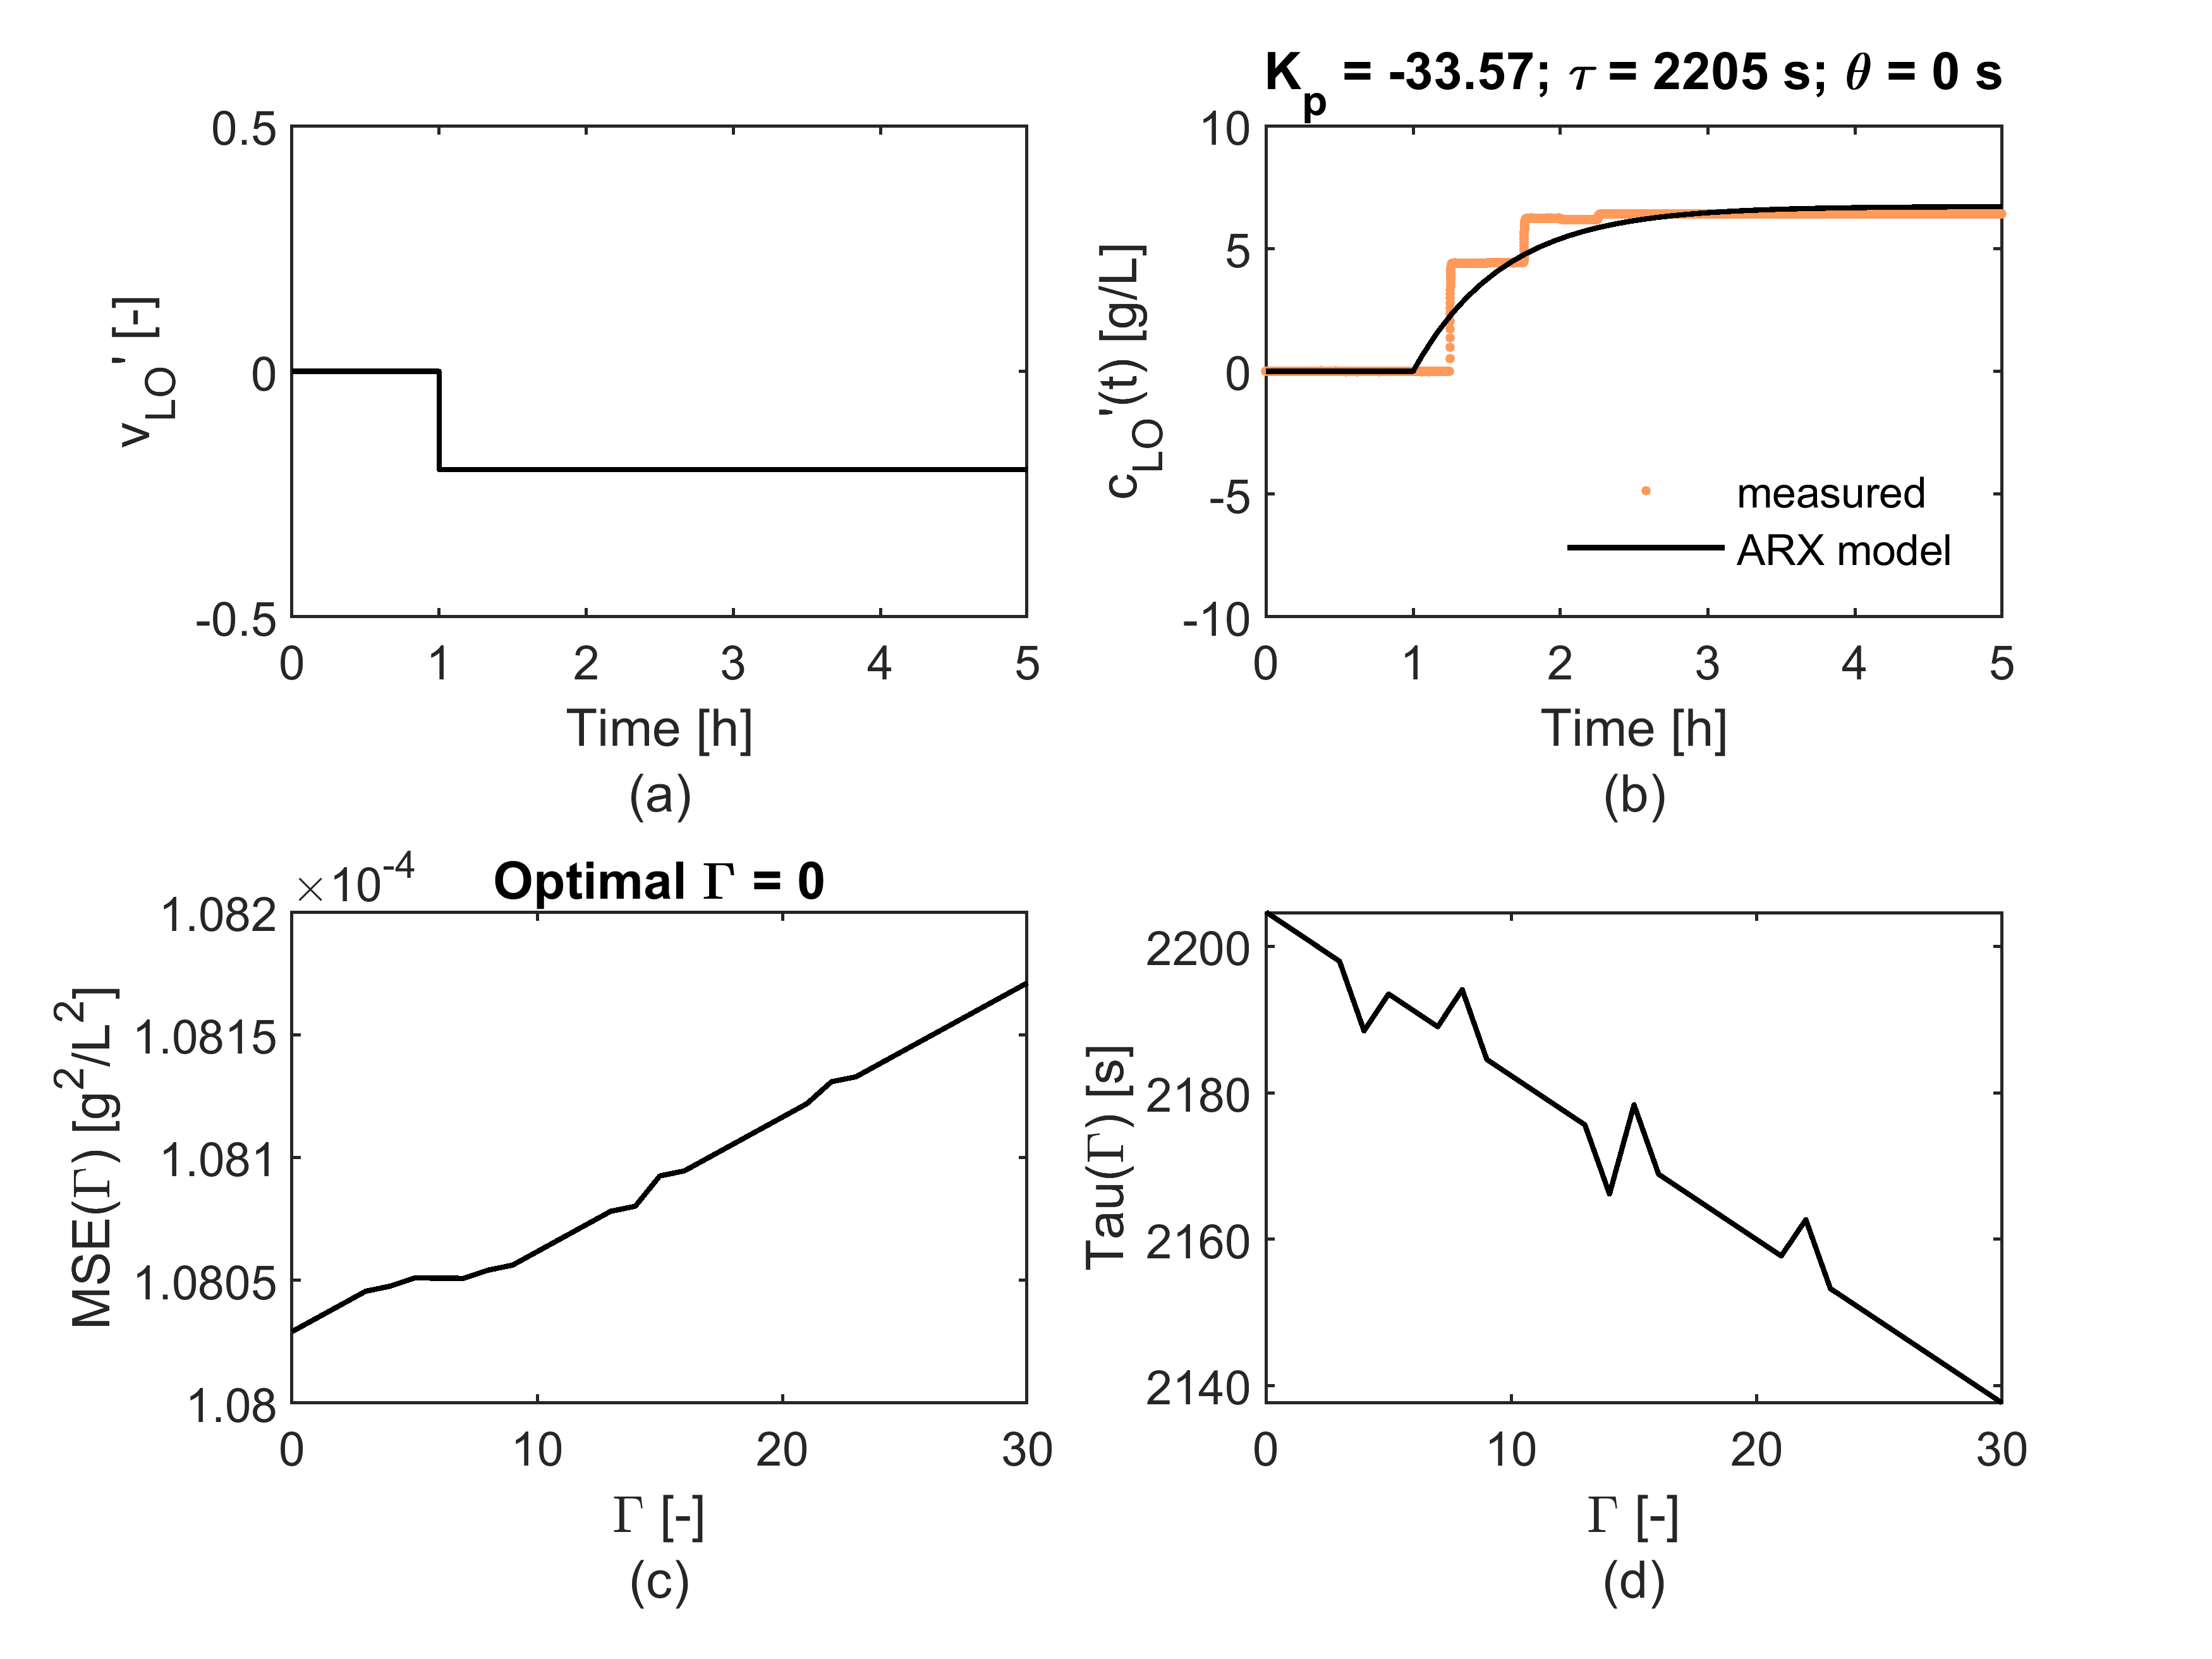 K_p = -33.57; τ = 2205 s; θ = 0 s
0.5
0
-0.5
v_LO' [-]
0 1 2 3 4 5
Time [h]
(a)
10
5
0
-5
-10
c_LO'(t) [g/L]
measured
ARX model
0 1 2 3 4 5
Time [h]
(b)
×10^-4
Optimal Γ = 0
1.082
1.0815
1.081
1.0805
1.08
MSE(Γ) [g^2/L^2]
0 10 20 30
Γ [-]
(c)
2200
2180
2160
2140
Tau(Γ) [s]
0 10 20 30
Γ [-]
(d)